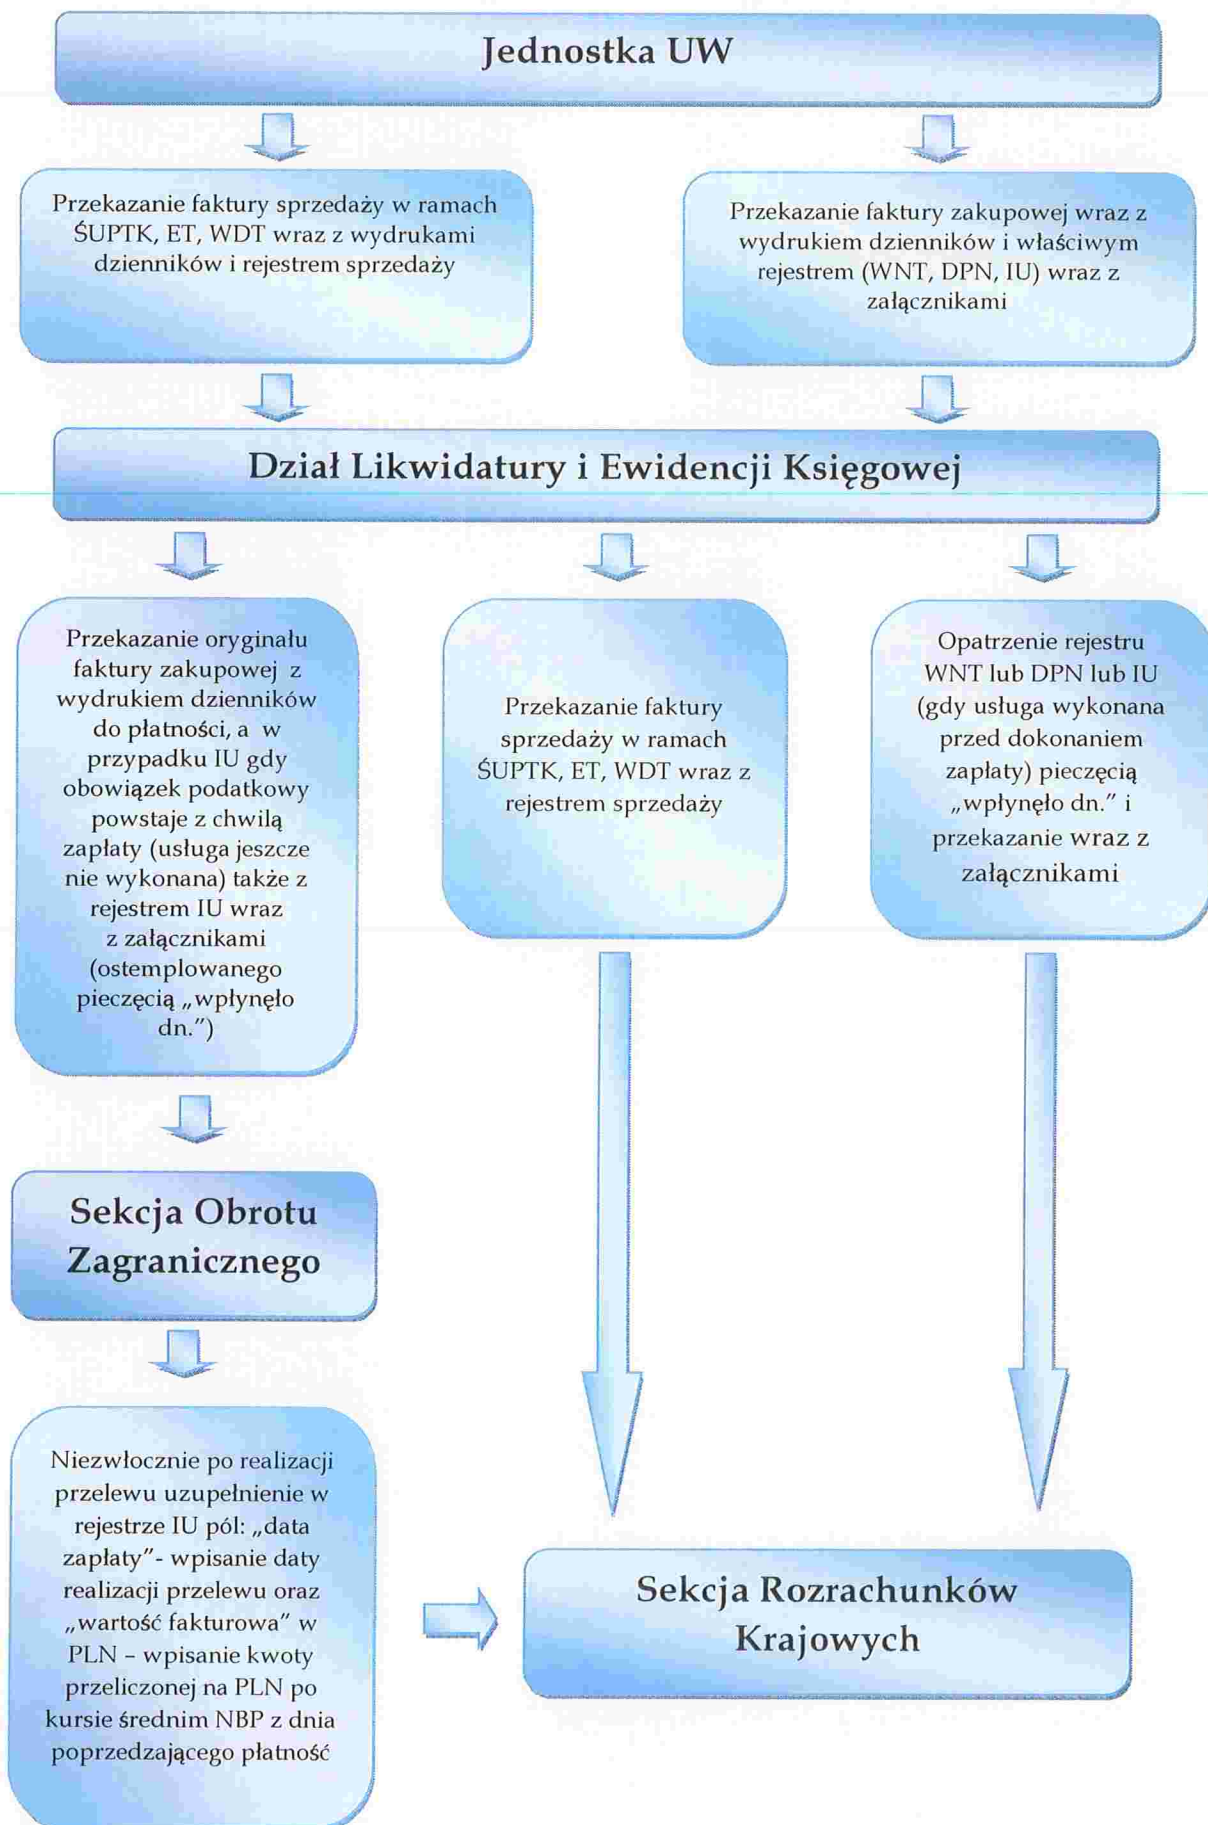 Jednostka UW
Przekazanie faktury sprzedaży w ramach
ŚUPTK, ET, WDT wraz z wydrukami
dzienników i rejestrem sprzedaży
Przekazanie faktury zakupowej wraz z
wydrukiem dzienników i właściwym
rejestrem (WNT, DPN, IU) wraz z
załącznikami
Dział Likwidatury i Ewidencji Księgowej
Przekazanie oryginału
faktury zakupowej z
wydrukiem dzienników
do płatności, a w
przypadku IU gdy
obowiązek podatkowy
powstaje z chwilą
zapłaty (usługa jeszcze
nie wykonana) także z
rejestrem IU wraz
z załącznikami
(ostemplowanego
pieczęcią „wpłynęło
dn.”)
Przekazanie faktury
sprzedaży w ramach
ŚUPTK, ET, WDT wraz z
rejestrem sprzedaży
Opatrzenie rejestru
WNT lub DPN lub IU
(gdy usługa wykonana
przed dokonaniem
zapłaty) pieczęcią
„wpłynęło dn.” i
przekazanie wraz z
załącznikami
Sekcja Obrotu
Zagranicznego
Niezwłocznie po realizacji
przelewu uzupełnienie w
rejestrze IU pól: „data
zapłaty”- wpisanie daty
realizacji przelewu oraz
„wartość fakturowa” w
PLN – wpisanie kwoty
przeliczonej na PLN po
kursie średnim NBP z dnia
poprzedzającego płatność
Sekcja Rozrachunków
Krajowych